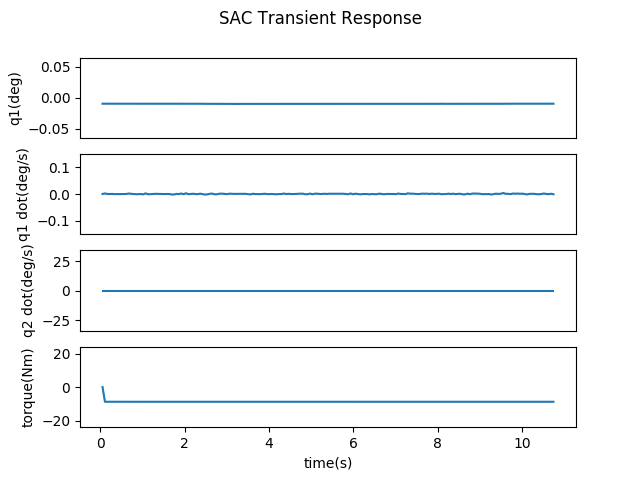 SAC Transient Response
0.05
0.00
−0.05
q1(deg)
0.1
0.0
−0.1
q1 dot(deg/s)
25
0
−25
q2 dot(deg/s)
20
0
−20
torque(Nm)
0 2 4 6 8 10
time(s)